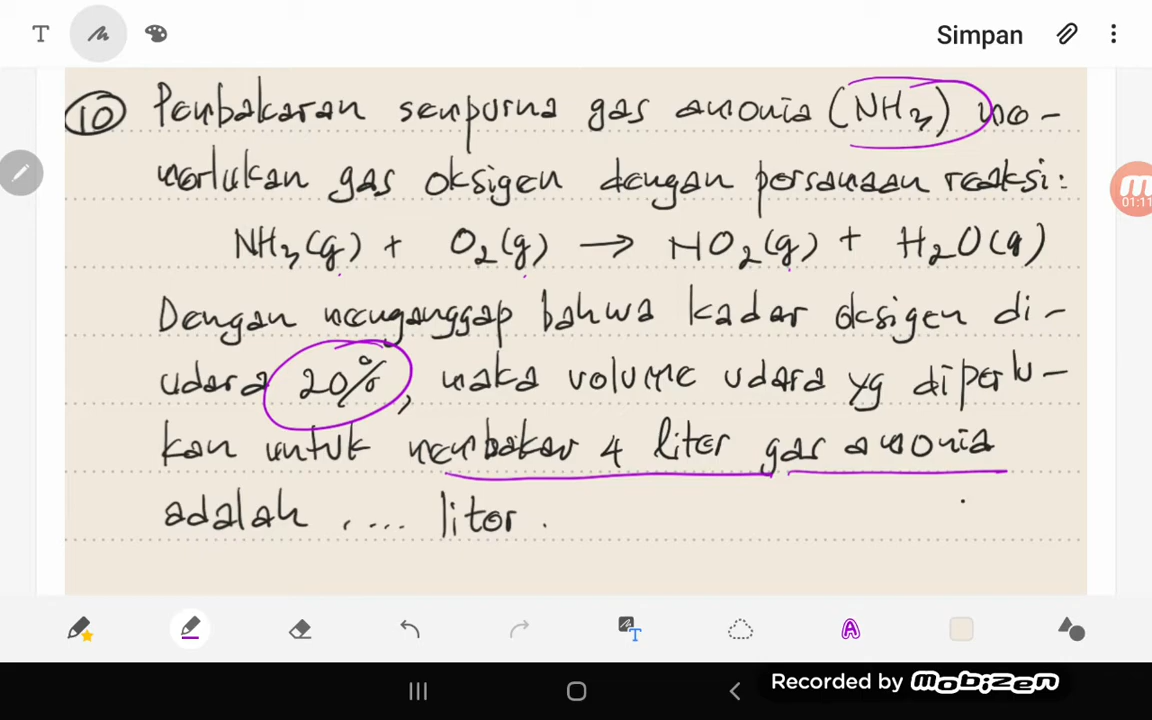 T
Simpan
10 Pembakaran sempurna gas amonia (NH3) me-
merlukan gas oksigen dengan persamaan reaksi:
NH3(g) + O2(g) → NO2(g) + H2O(g)
Dengan menganggap bahwa kadar oksigen di-
udara 20%, maka volume udara yg diperlu-
kan untuk membakar 4 liter gas amonia
adalah .... liter.
01:11
T
A
Recorded by mobizen